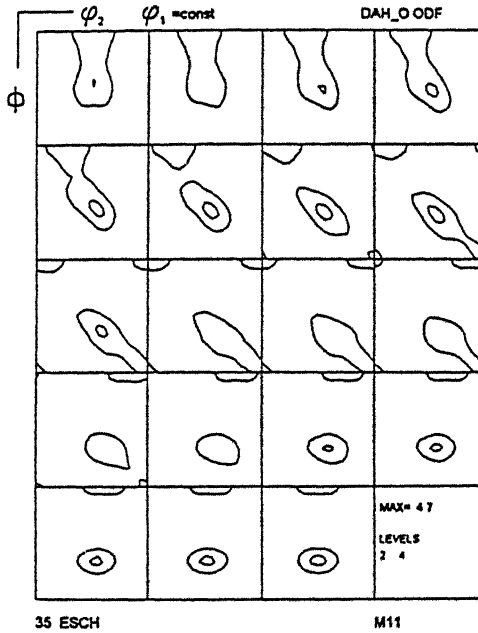 φ₂ φ₁ =const DAH_O ODF
Φ
MAX= 4 7
LEVELS
2 4
35 ESCH M11